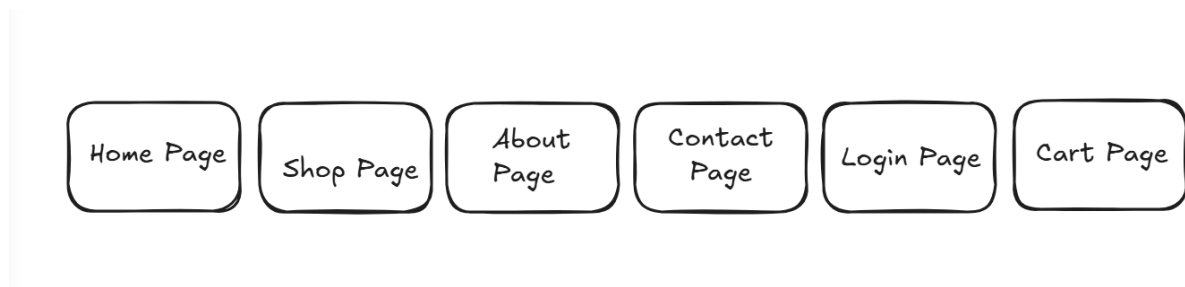 Home Page
Shop Page
About
Page
Contact
Page
Login Page
Cart Page